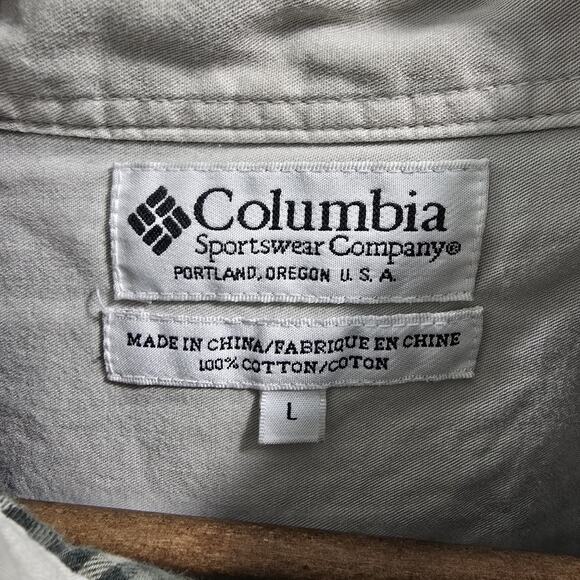 Columbia
Sportswear Company®
PORTLAND, OREGON U.S.A.
MADE IN CHINA/FABRIQUE EN CHINE
100% COTTON/COTON
L